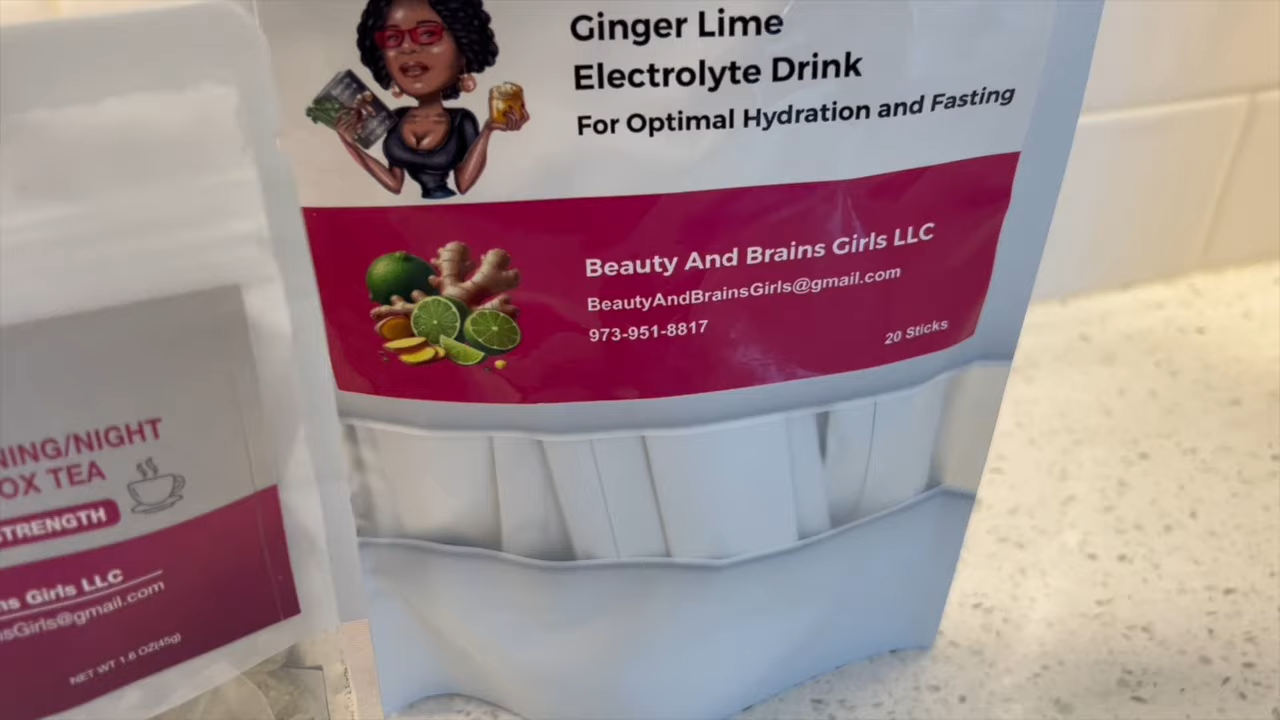 Ginger Lime
Electrolyte Drink
For Optimal Hydration and Fasting
Beauty And Brains Girls LLC
BeautyAndBrainsGirls@gmail.com
973-951-8817
20 Sticks
NING/NIGHT
OX TEA
STRENGTH
ns Girls LLC
sGirls@gmail.com
NET WT 1.6 OZ(45g)